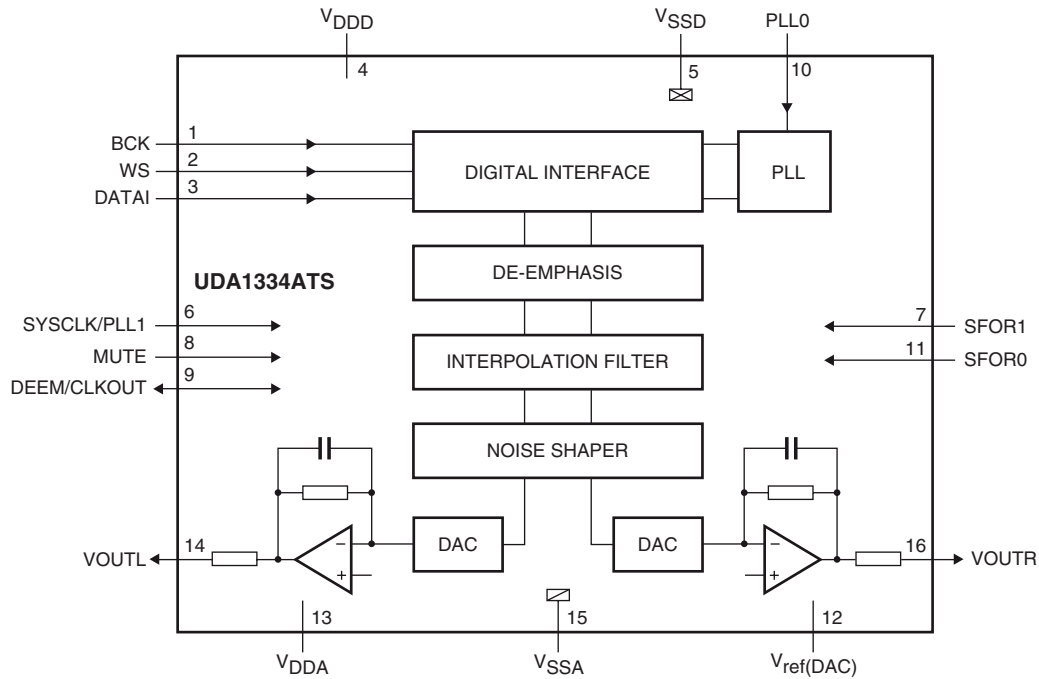 VDDD
VSSD
PLL0
4
5
10
BCK
1
WS
2
DATAI
3
DIGITAL INTERFACE
PLL
UDA1334ATS
DE-EMPHASIS
SYSCLK/PLL1
6
7
SFOR1
MUTE
8
11
SFOR0
DEEM/CLKOUT
9
INTERPOLATION FILTER
NOISE SHAPER
VOUTL
14
−
+
DAC
DAC
−
+
16
VOUTR
13
15
12
VDDA
VSSA
Vref(DAC)